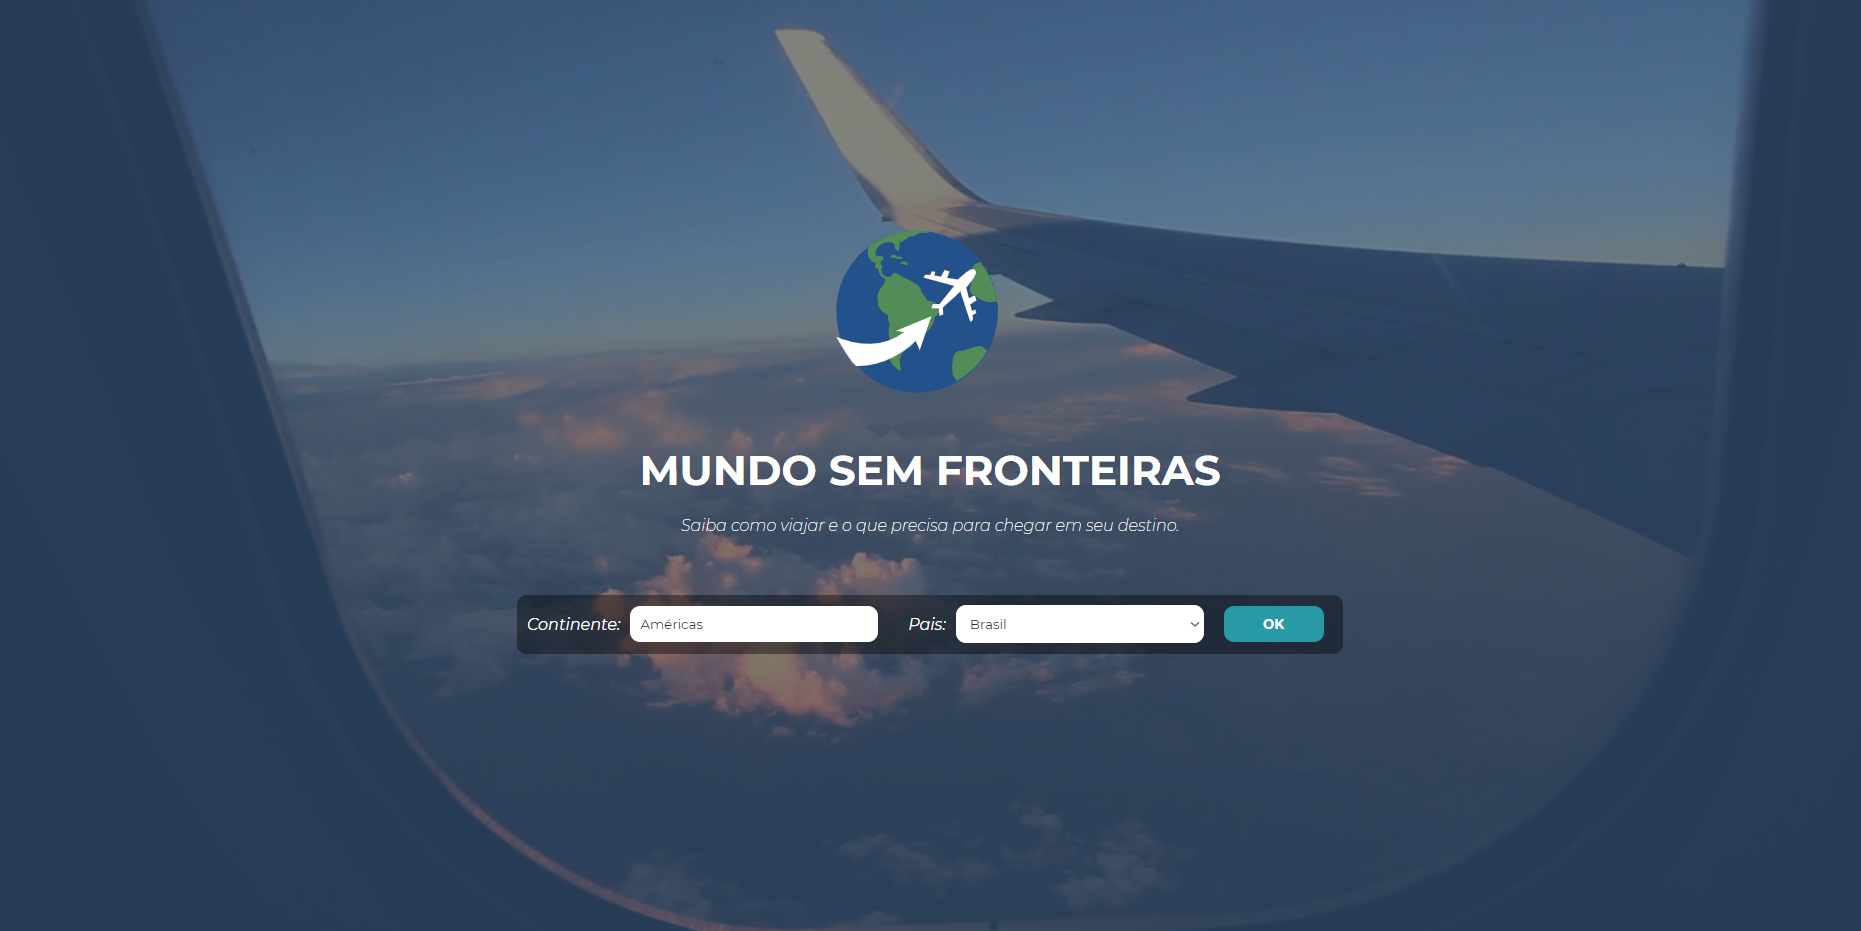 MUNDO SEM FRONTEIRAS
Saiba como viajar e o que precisa para chegar em seu destino.
Continente: Américas Pais: Brasil OK